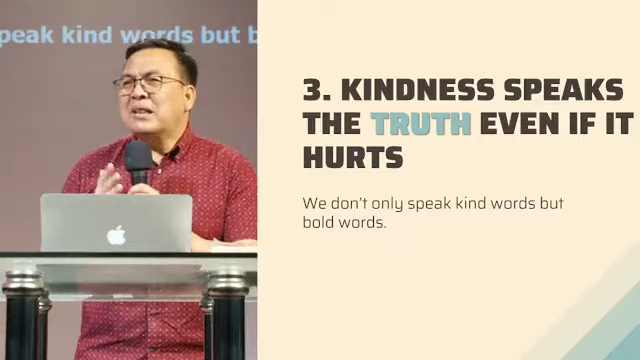 peak kind words but b
3. KINDNESS SPEAKS
THE TRUTH EVEN IF IT
HURTS
We don't only speak kind words but
bold words.